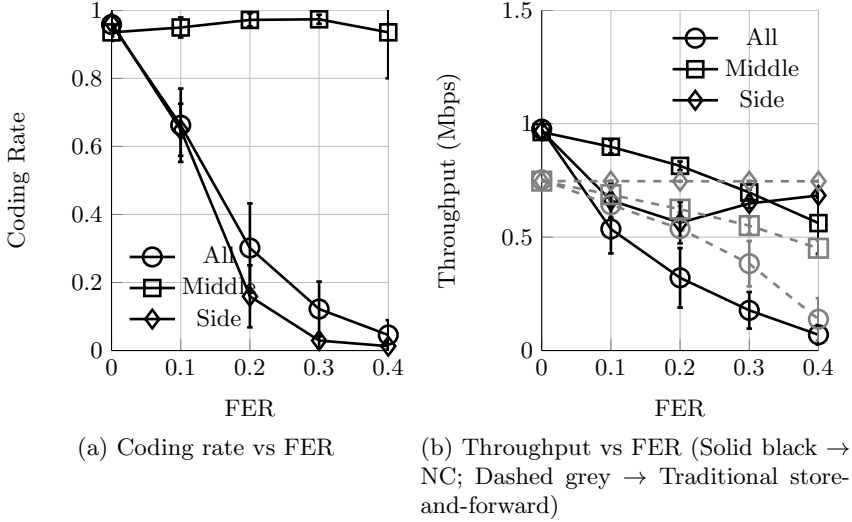 1
0.8
0.6
0.4
0.2
0
Coding Rate
All
Middle
Side
0 0.1 0.2 0.3 0.4
FER
(a) Coding rate vs FER
1.5
1
0.5
0
Throughput (Mbps)
All
Middle
Side
0 0.1 0.2 0.3 0.4
FER
(b) Throughput vs FER (Solid black →
NC; Dashed grey → Traditional store-
and-forward)